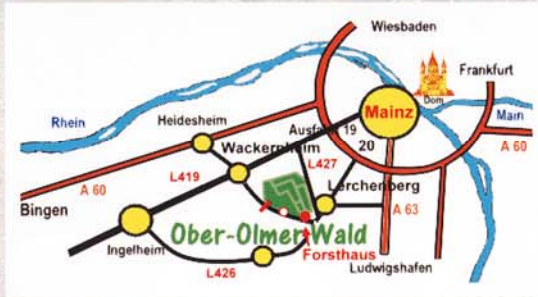 Wiesbaden
Frankfurt
Rhein
Heidesheim
Mainz
Dom
Main
Ausfahrt 19
20
A 60
Wackernheim
L419
L427
Lerchenberg
A 60
A 63
Bingen
Ober-Olmer Wald
Forsthaus
Ingelheim
L426
Ludwigshafen